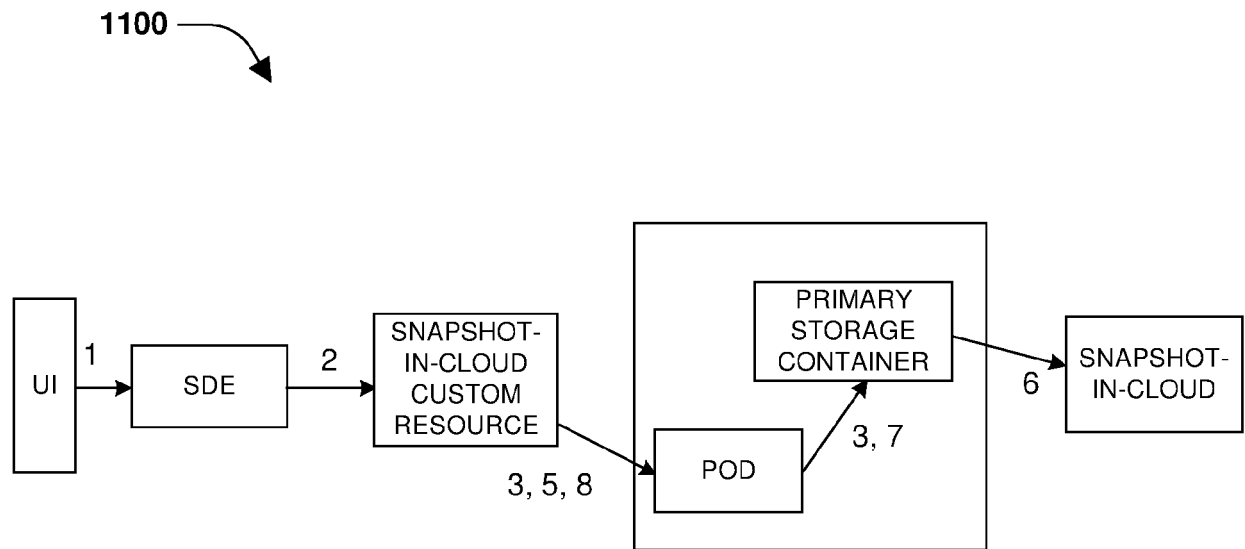 1100
UI
1
SDE
2
SNAPSHOT-
IN-CLOUD
CUSTOM
RESOURCE
3, 5, 8
POD
3, 7
PRIMARY
STORAGE
CONTAINER
6
SNAPSHOT-
IN-CLOUD